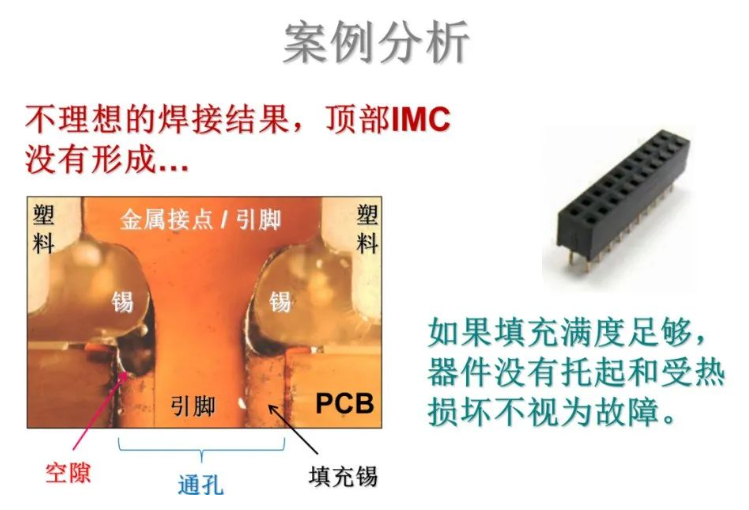 案例分析
不理想的焊接结果，顶部IMC
没有形成...
塑料
金属接点 / 引脚
塑料
锡
锡
引脚
PCB
空隙
通孔
填充锡
如果填充满度足够，
器件没有托起和受热
损坏不视为故障。